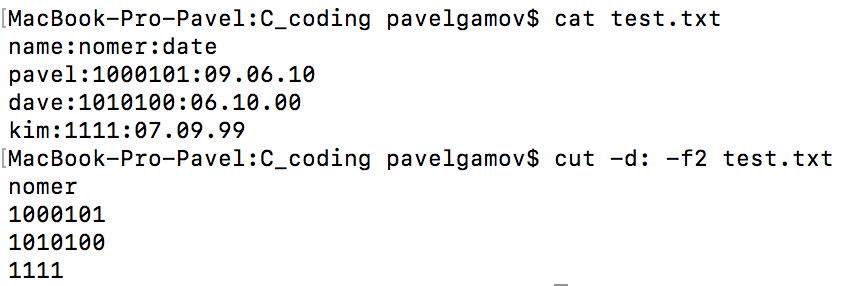 [MacBook-Pro-Pavel:C_coding pavelgamov$ cat test.txt
name:nomer:date
pavel:1000101:09.06.10
dave:1010100:06.10.00
kim:1111:07.09.99
[MacBook-Pro-Pavel:C_coding pavelgamov$ cut -d: -f2 test.txt
nomer
1000101
1010100
1111